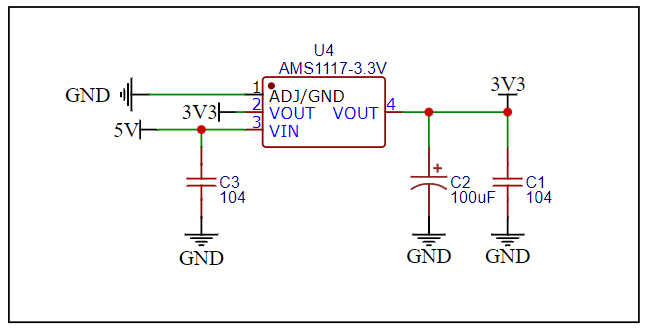 U4
AMS1117-3.3V
3V3
GND
1
ADJ/GND
3V3
2
VOUT
VOUT
4
5V
3
VIN
+
C3
104
C2
100uF
C1
104
GND
GND
GND